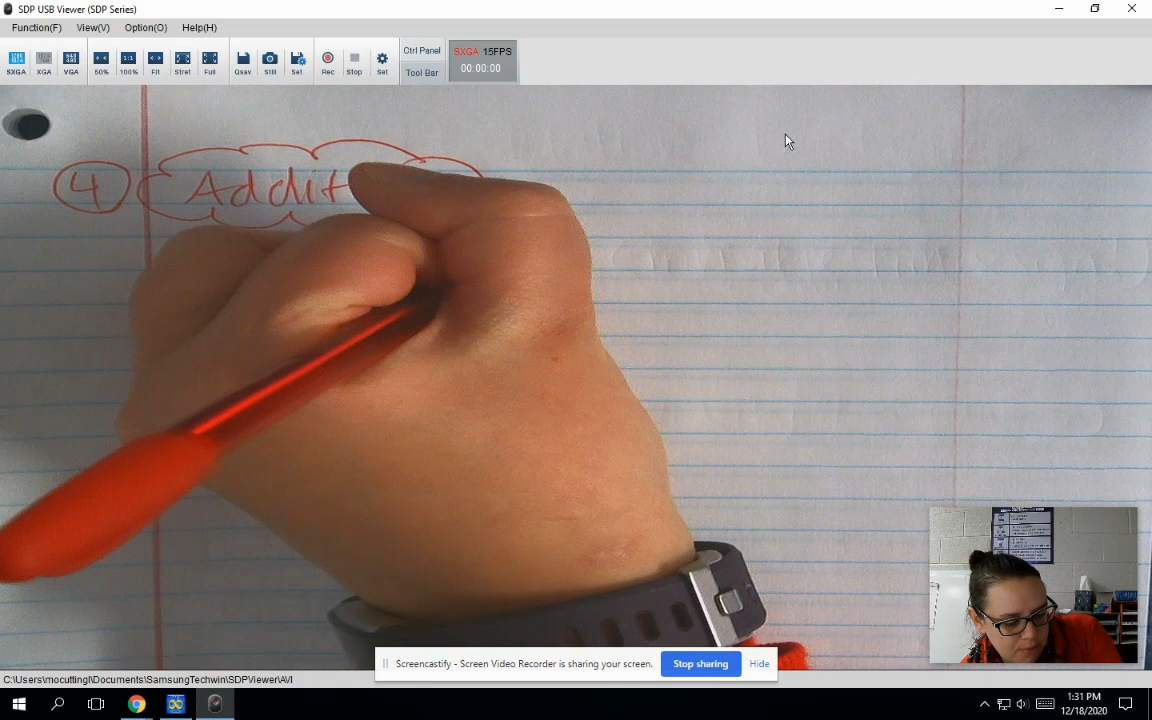 SDP USB Viewer (SDP Series)
Function(F) View(V) Option(O) Help(H)
SXGA XGA VGA 50% 100% Fit Stret Full Qsav Still Set Rec Stop Set
Ctrl Panel
Tool Bar
SXGA 15FPS
00:00:00
4 Addit
Screencastify - Screen Video Recorder is sharing your screen. Stop sharing Hide
C:\Users\mocuttingl\Documents\SamsungTechwin\SDPViewer\AVI
1:31 PM
12/18/2020